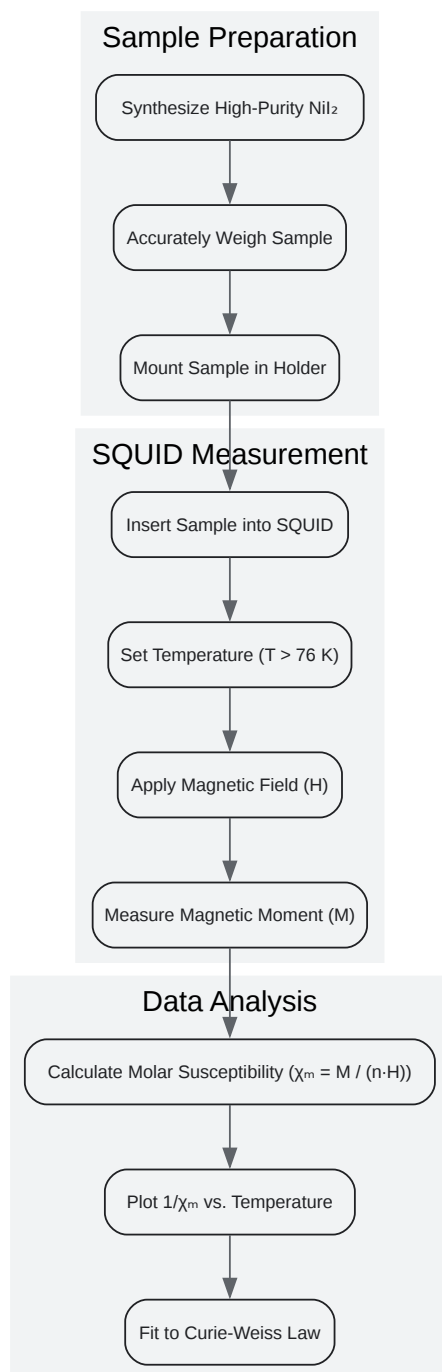 Sample Preparation
Synthesize High-Purity NiI₂
Accurately Weigh Sample
Mount Sample in Holder
SQUID Measurement
Insert Sample into SQUID
Set Temperature (T > 76 K)
Apply Magnetic Field (H)
Measure Magnetic Moment (M)
Data Analysis
Calculate Molar Susceptibility (χₘ = M / (n·H))
Plot 1/χₘ vs. Temperature
Fit to Curie-Weiss Law